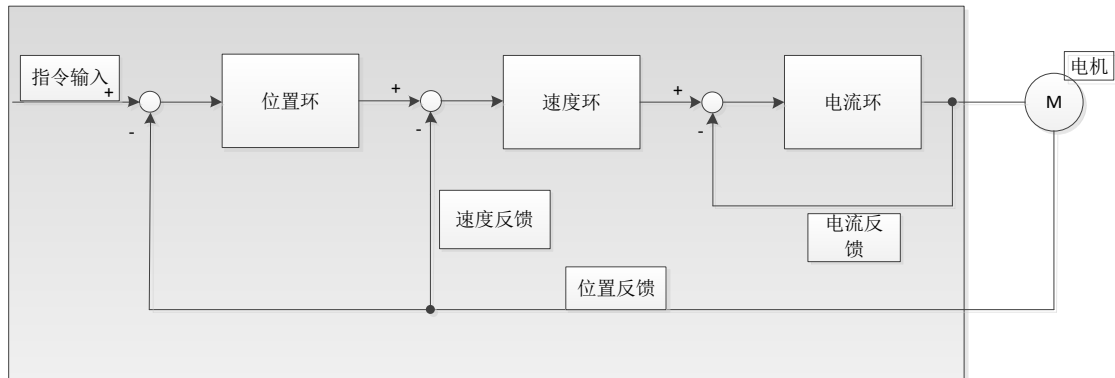 指令输入
+
-
位置环
+
-
速度环
+
-
电流环
电机
M
速度反馈
电流反
馈
位置反馈